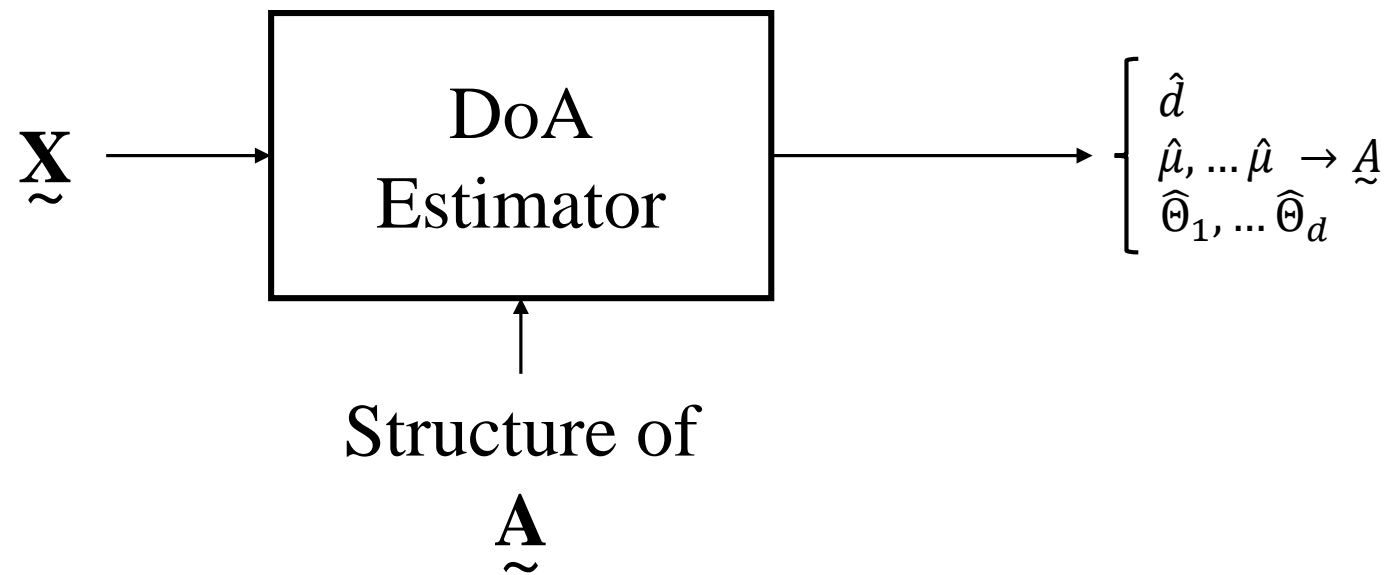 X̰
DoA
Estimator
d̂
μ̂, … μ̂ → A̰
Θ̂₁, … Θ̂_d
Structure of
A̰